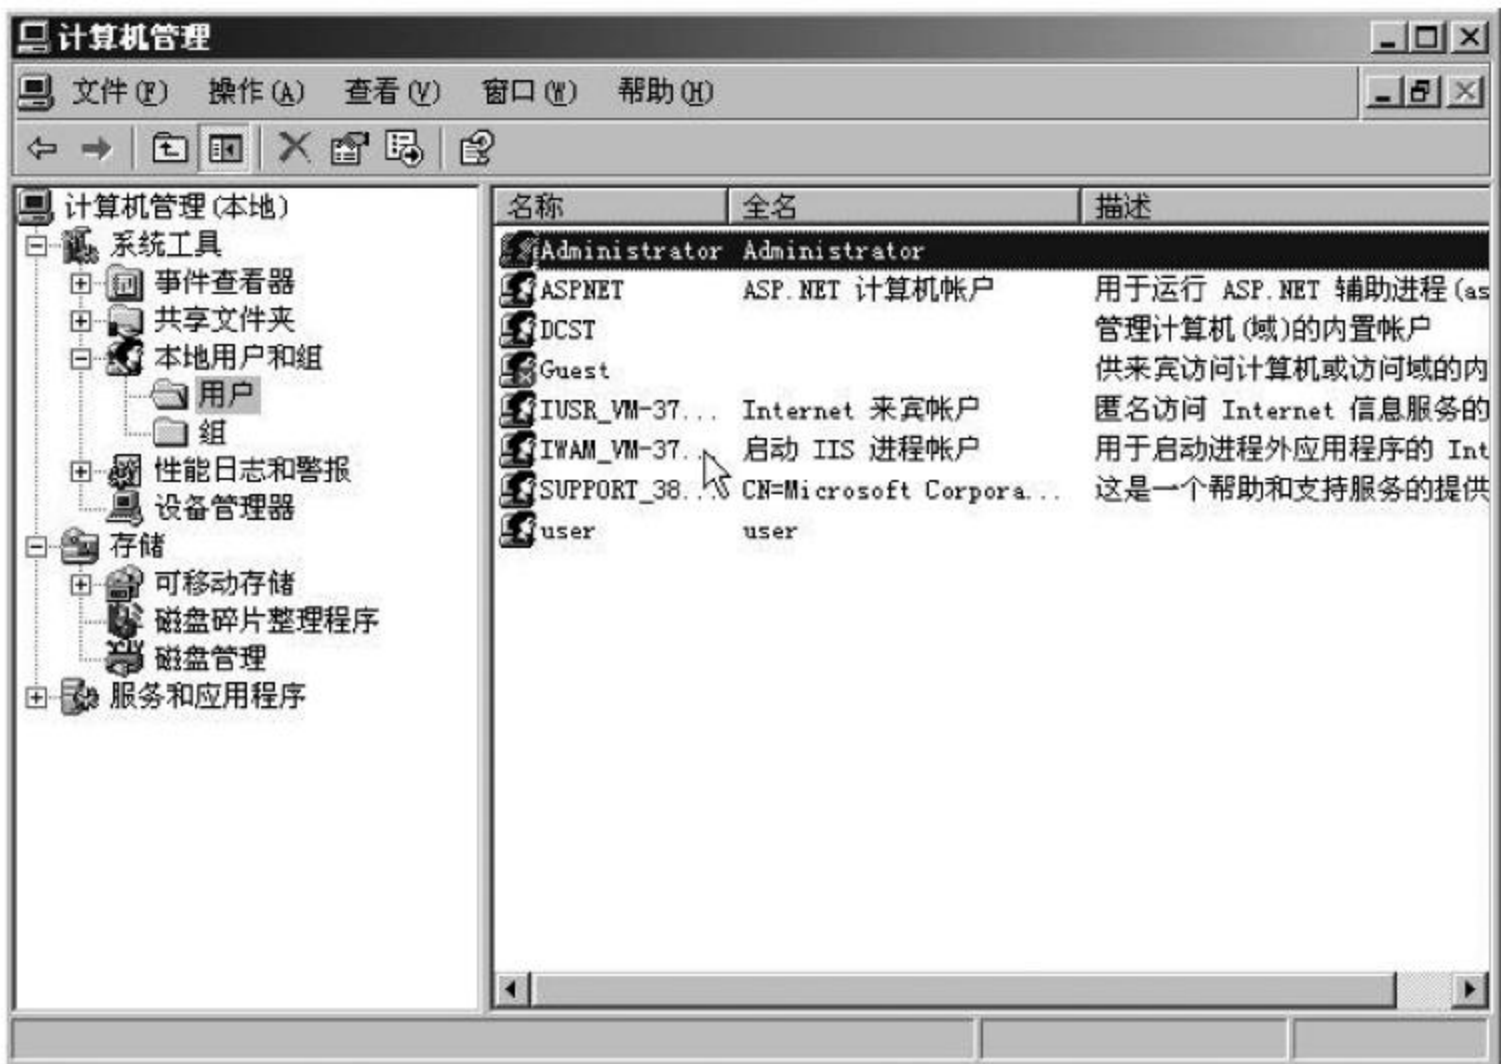 计算机管理
文件(F) 操作(A) 查看(V) 窗口(W) 帮助(H)
计算机管理(本地)
系统工具
事件查看器
共享文件夹
本地用户和组
用户
组
性能日志和警报
设备管理器
存储
可移动存储
磁盘碎片整理程序
磁盘管理
服务和应用程序
名称 全名 描述
Administrator Administrator
ASPNET ASP.NET 计算机帐户 用于运行 ASP.NET 辅助进程(as
DCST 管理计算机(域)的内置帐户
Guest 供来宾访问计算机或访问域的内
IUSR_VM-37... Internet 来宾帐户 匿名访问 Internet 信息服务的
IWAM_VM-37... 启动 IIS 进程帐户 用于启动进程外应用程序的 Int
SUPPORT_38... CN=Microsoft Corpora... 这是一个帮助和支持服务的提供
user user